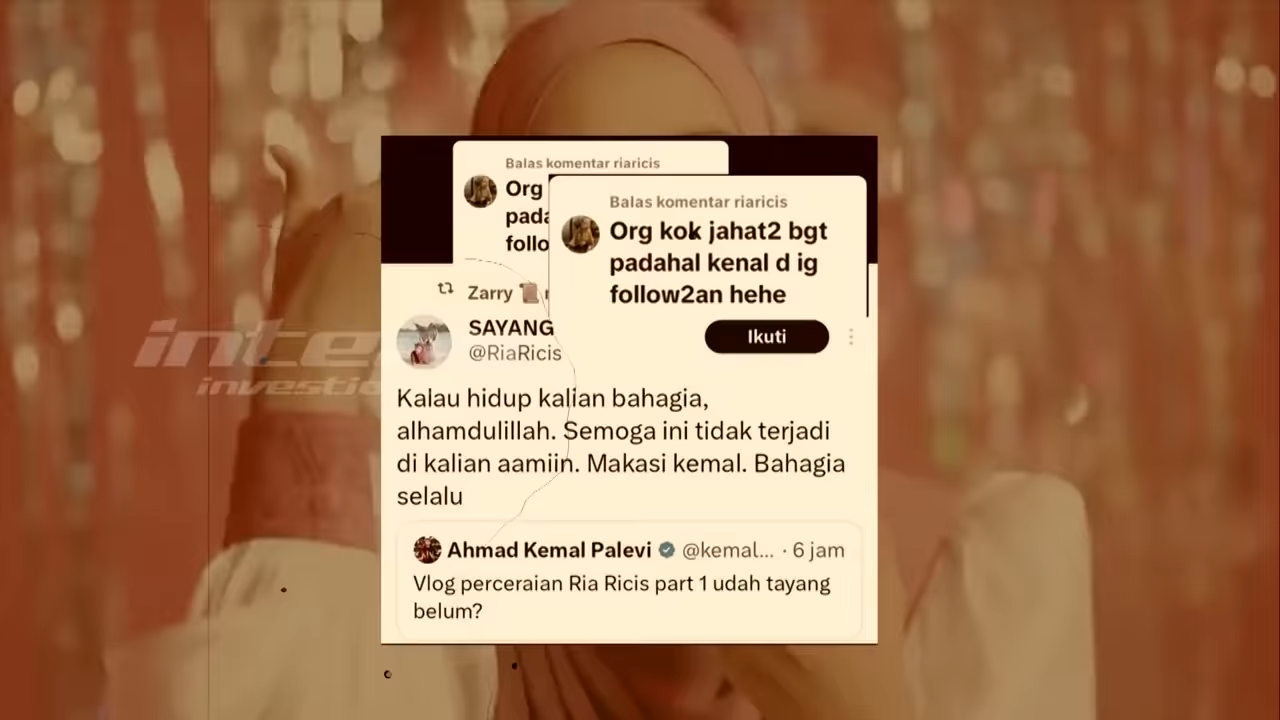 Balas komentar riaricis
Org
follo
Balas komentar riaricis
Org kok jahat2 bgt
padahal kenal d ig
follow2an hehe
Zarry
SAYANG
@RiaRicis
Ikuti
Kalau hidup kalian bahagia,
alhamdulillah. Semoga ini tidak terjadi
di kalian aamiin. Makasi kemal. Bahagia
selalu
Ahmad Kemal Palevi @kemal... · 6 jam
Vlog perceraian Ria Ricis part 1 udah tayang
belum?